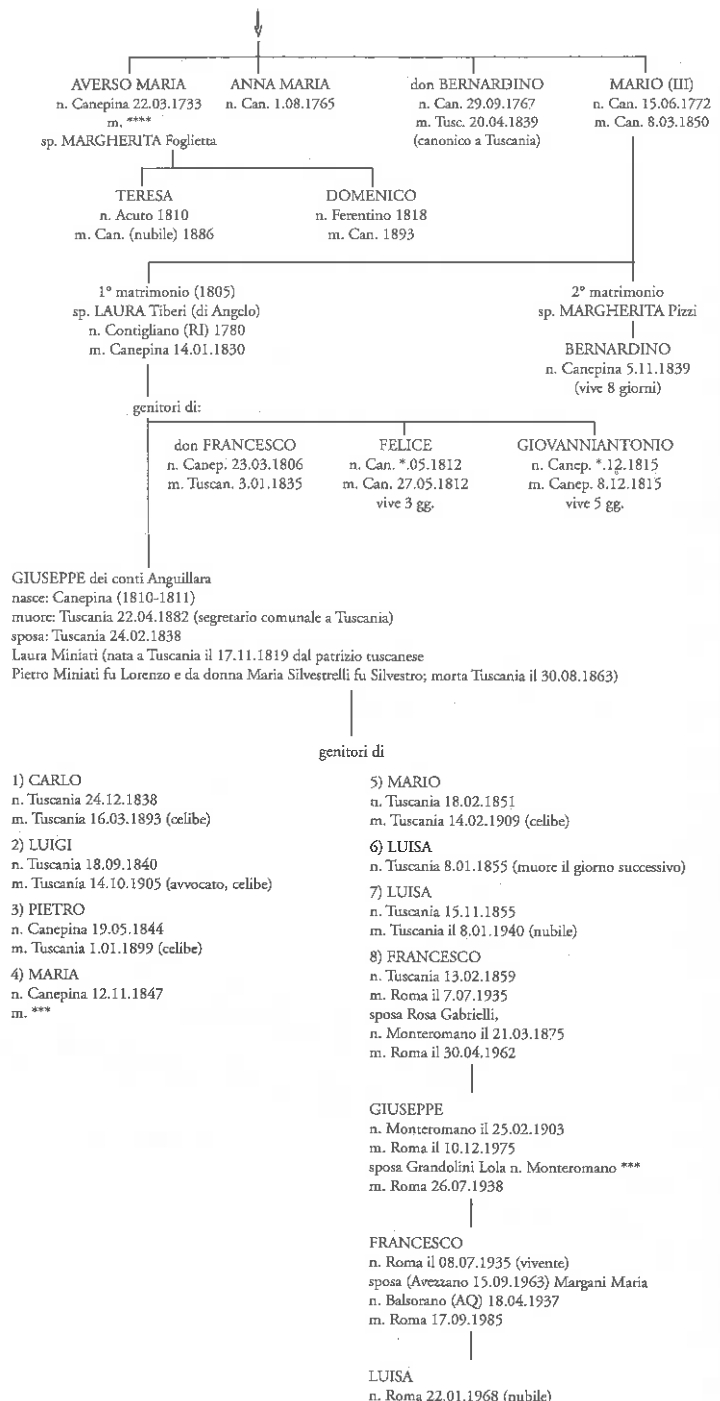 AVERSO MARIA
n. Canepina 22.03.1733
m. ****
sp. MARGHERITA Foglietta
ANNA MARIA
n. Can. 1.08.1765
don BERNARDINO
n. Can. 29.09.1767
m. Tusc. 20.04.1839
(canonico a Tuscania)
MARIO (III)
n. Can. 15.06.1772
m. Can. 8.03.1850
TERESA
n. Acuto 1810
m. Can. (nubile) 1886
DOMENICO
n. Ferentino 1818
m. Can. 1893
1° matrimonio (1805)
sp. LAURA Tiberi (di Angelo)
n. Contigliano (RI) 1780
m. Canepina 14.01.1830
2° matrimonio
sp. MARGHERITA Pizzi
BERNARDINO
n. Canepina 5.11.1839
(vive 8 giorni)
genitori di:
don FRANCESCO
n. Canep. 23.03.1806
m. Tuscan. 3.01.1835
FELICE
n. Can. *.05.1812
m. Can. 27.05.1812
vive 3 gg.
GIOVANNIANTONIO
n. Canep. *.12.1815
m. Canep. 8.12.1815
vive 5 gg.
GIUSEPPE dei conti Anguillara
nasce: Canepina (1810-1811)
muore: Tuscania 22.04.1882 (segretario comunale a Tuscania)
sposa: Tuscania 24.02.1838
Laura Miniati (nata a Tuscania il 17.11.1819 dal patrizio tuscanese
Pietro Miniati fu Lorenzo e da donna Maria Silvestrelli fu Silvestro; morta Tuscania il 30.08.1863)
genitori di
1) CARLO
n. Tuscania 24.12.1838
m. Tuscania 16.03.1893 (celibe)
2) LUIGI
n. Tuscania 18.09.1840
m. Tuscania 14.10.1905 (avvocato, celibe)
3) PIETRO
n. Canepina 19.05.1844
m. Tuscania 1.01.1899 (celibe)
4) MARIA
n. Canepina 12.11.1847
m. ***
5) MARIO
n. Tuscania 18.02.1851
m. Tuscania 14.02.1909 (celibe)
6) LUISA
n. Tuscania 8.01.1855 (muore il giorno successivo)
7) LUISA
n. Tuscania 15.11.1855
m. Tuscania il 8.01.1940 (nubile)
8) FRANCESCO
n. Tuscania 13.02.1859
m. Roma il 7.07.1935
sposa Rosa Gabrielli,
n. Monteromano il 21.03.1875
m. Roma il 30.04.1962
GIUSEPPE
n. Monteromano il 25.02.1903
m. Roma il 10.12.1975
sposa Grandolini Lola n. Monteromano ***
m. Roma 26.07.1938
FRANCESCO
n. Roma il 08.07.1935 (vivente)
sposa (Avezzano 15.09.1963) Margani Maria
n. Balsorano (AQ) 18.04.1937
m. Roma 17.09.1985
LUISA
n. Roma 22.01.1968 (nubile)